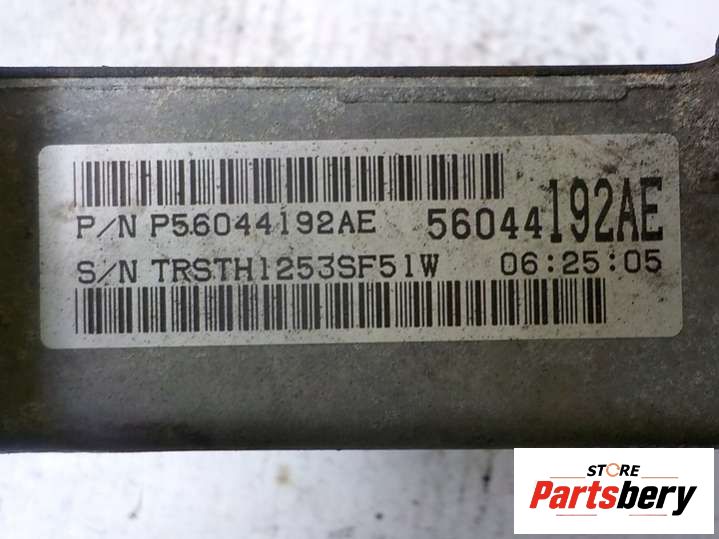 P/N P56044192AE 56044192AE
S/N TRSTH1253SF51W 06:25:05
STORE
Partsbery